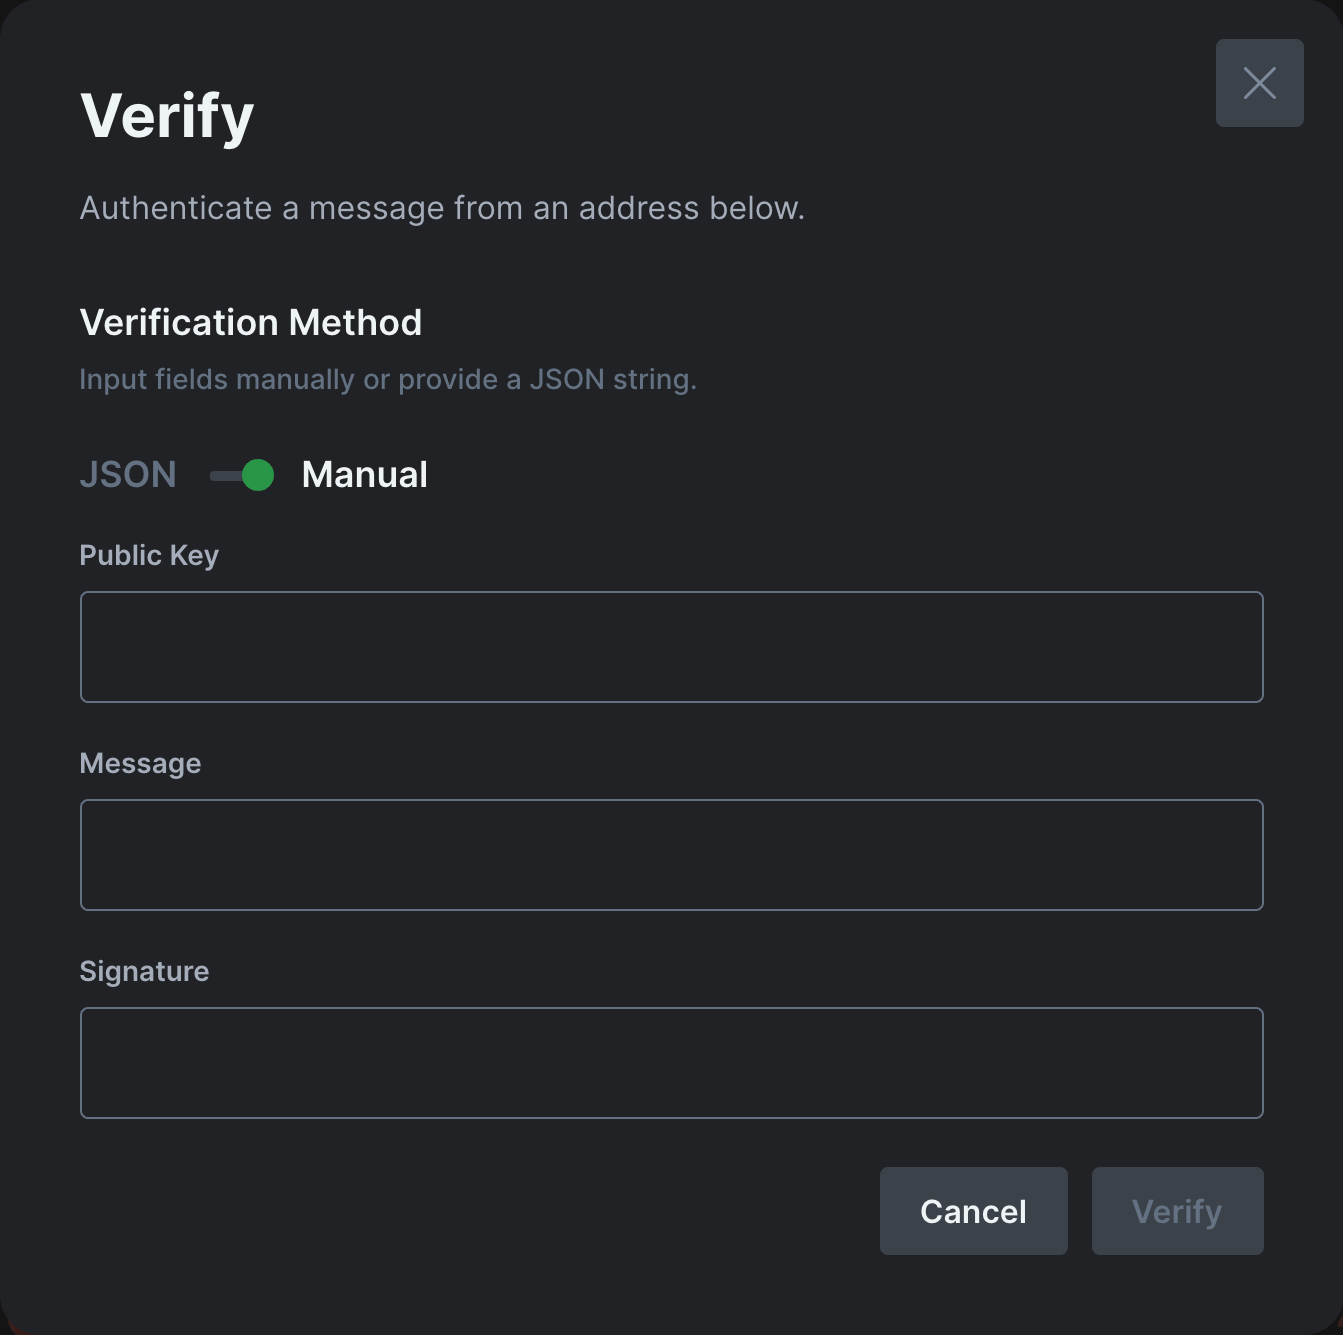 Verify
Authenticate a message from an address below.
Verification Method
Input fields manually or provide a JSON string.
JSON Manual
Public Key
Message
Signature
Cancel Verify